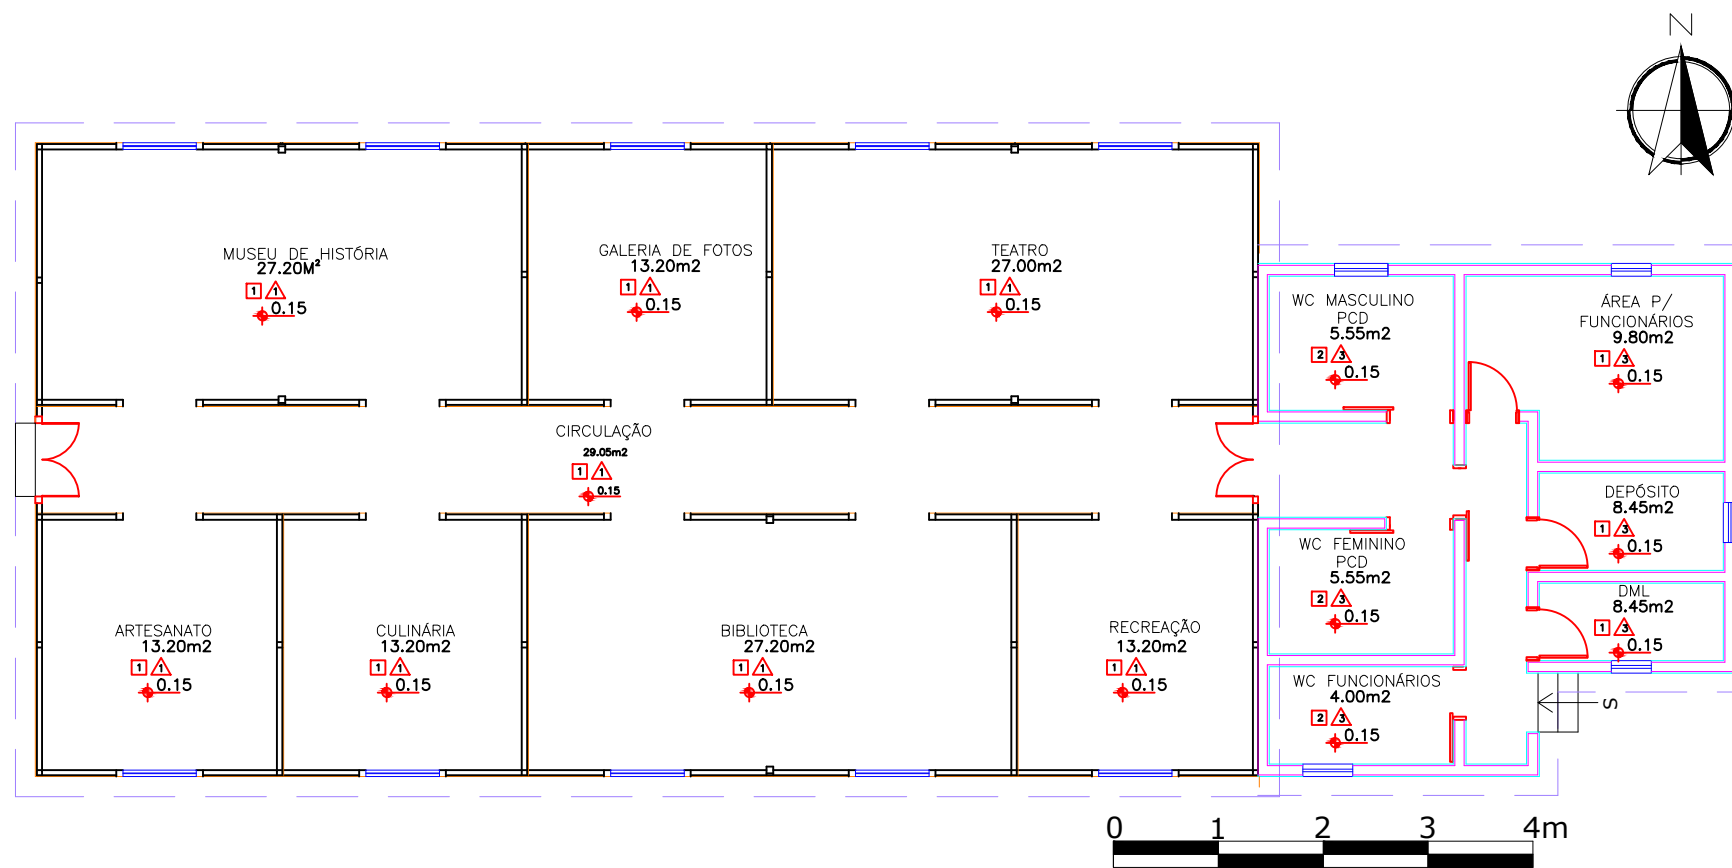 N
MUSEU DE HISTÓRIA
27.20M²
1 1
0.15
GALERIA DE FOTOS
13.20m2
1 1
0.15
TEATRO
27.00m2
1 1
0.15
WC MASCULINO
PCD
5.55m2
2 3
0.15
ÁREA P/
FUNCIONÁRIOS
9.80m2
1 3
0.15
CIRCULAÇÃO
29.05m2
1 1
0.15
DEPÓSITO
8.45m2
1 3
0.15
WC FEMININO
PCD
5.55m2
2 3
0.15
DML
8.45m2
1 3
0.15
ARTESANATO
13.20m2
1 1
0.15
CULINÁRIA
13.20m2
1 1
0.15
BIBLIOTECA
27.20m2
1 1
0.15
RECREAÇÃO
13.20m2
1 1
0.15
WC FUNCIONÁRIOS
4.00m2
2 3
0.15
S
0 1 2 3 4m